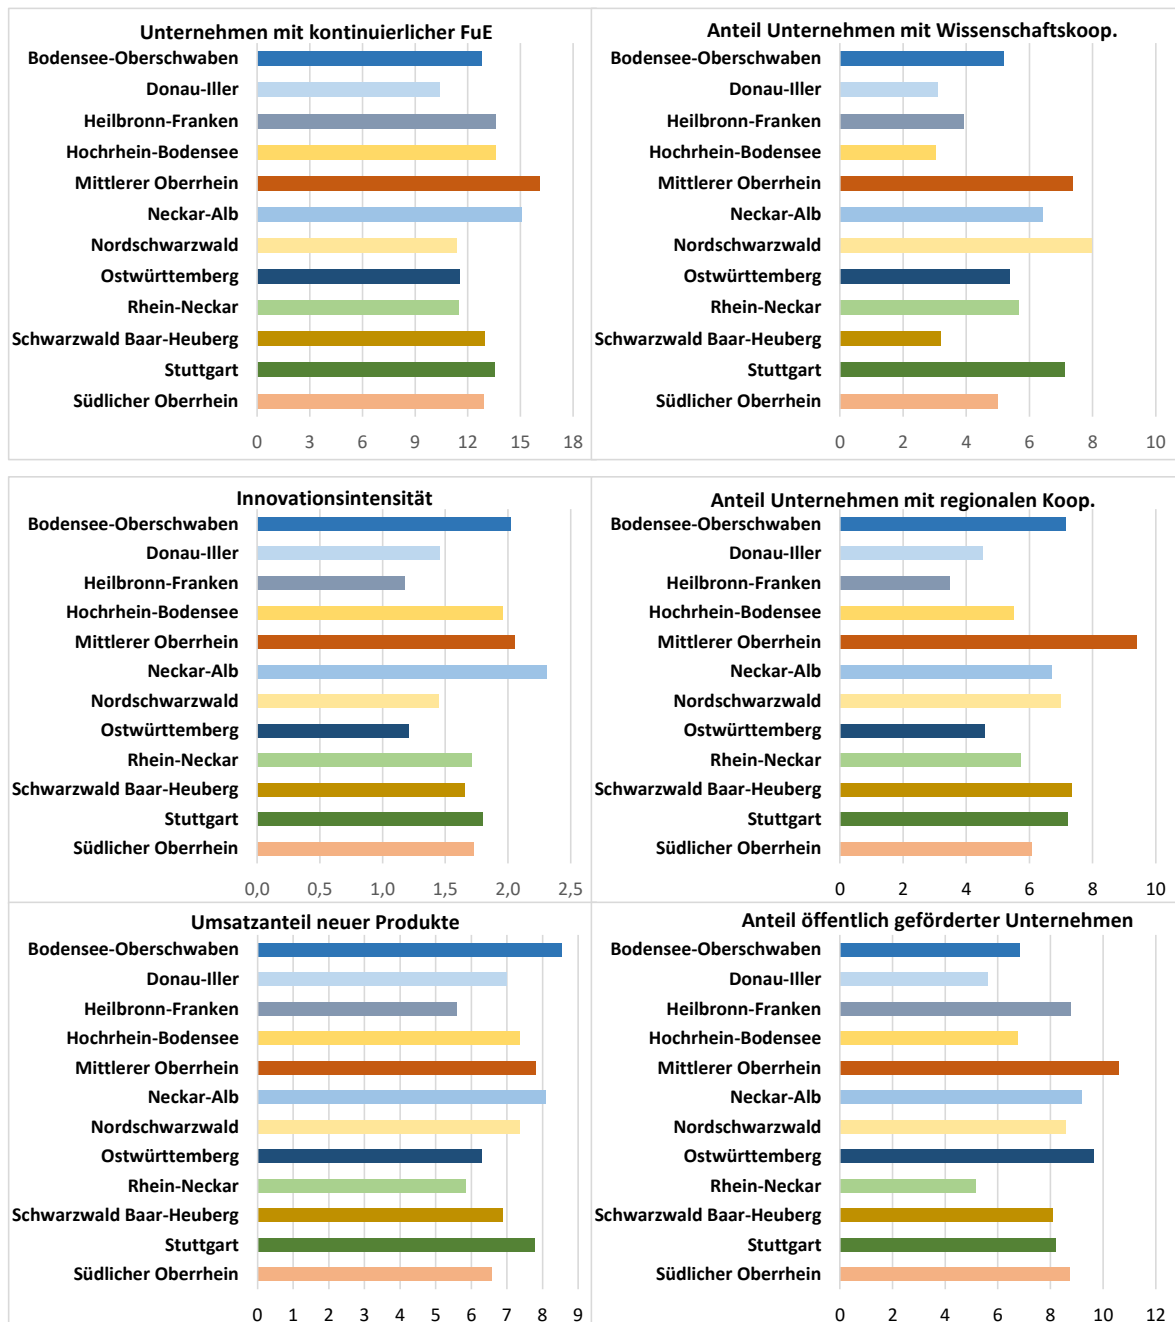 Unternehmen mit kontinuierlicher FuE
Bodensee-Oberschwaben
Donau-Iller
Heilbronn-Franken
Hochrhein-Bodensee
Mittlerer Oberrhein
Neckar-Alb
Nordschwarzwald
Ostwürttemberg
Rhein-Neckar
Schwarzwald Baar-Heuberg
Stuttgart
Südlicher Oberrhein
0 3 6 9 12 15 18
Anteil Unternehmen mit Wissenschaftskoop.
Bodensee-Oberschwaben
Donau-Iller
Heilbronn-Franken
Hochrhein-Bodensee
Mittlerer Oberrhein
Neckar-Alb
Nordschwarzwald
Ostwürttemberg
Rhein-Neckar
Schwarzwald Baar-Heuberg
Stuttgart
Südlicher Oberrhein
0 2 4 6 8 10
Innovationsintensität
Bodensee-Oberschwaben
Donau-Iller
Heilbronn-Franken
Hochrhein-Bodensee
Mittlerer Oberrhein
Neckar-Alb
Nordschwarzwald
Ostwürttemberg
Rhein-Neckar
Schwarzwald Baar-Heuberg
Stuttgart
Südlicher Oberrhein
0,0 0,5 1,0 1,5 2,0 2,5
Anteil Unternehmen mit regionalen Koop.
Bodensee-Oberschwaben
Donau-Iller
Heilbronn-Franken
Hochrhein-Bodensee
Mittlerer Oberrhein
Neckar-Alb
Nordschwarzwald
Ostwürttemberg
Rhein-Neckar
Schwarzwald Baar-Heuberg
Stuttgart
Südlicher Oberrhein
0 2 4 6 8 10
Umsatzanteil neuer Produkte
Bodensee-Oberschwaben
Donau-Iller
Heilbronn-Franken
Hochrhein-Bodensee
Mittlerer Oberrhein
Neckar-Alb
Nordschwarzwald
Ostwürttemberg
Rhein-Neckar
Schwarzwald Baar-Heuberg
Stuttgart
Südlicher Oberrhein
0 1 2 3 4 5 6 7 8 9
Anteil öffentlich geförderter Unternehmen
Bodensee-Oberschwaben
Donau-Iller
Heilbronn-Franken
Hochrhein-Bodensee
Mittlerer Oberrhein
Neckar-Alb
Nordschwarzwald
Ostwürttemberg
Rhein-Neckar
Schwarzwald Baar-Heuberg
Stuttgart
Südlicher Oberrhein
0 2 4 6 8 10 12